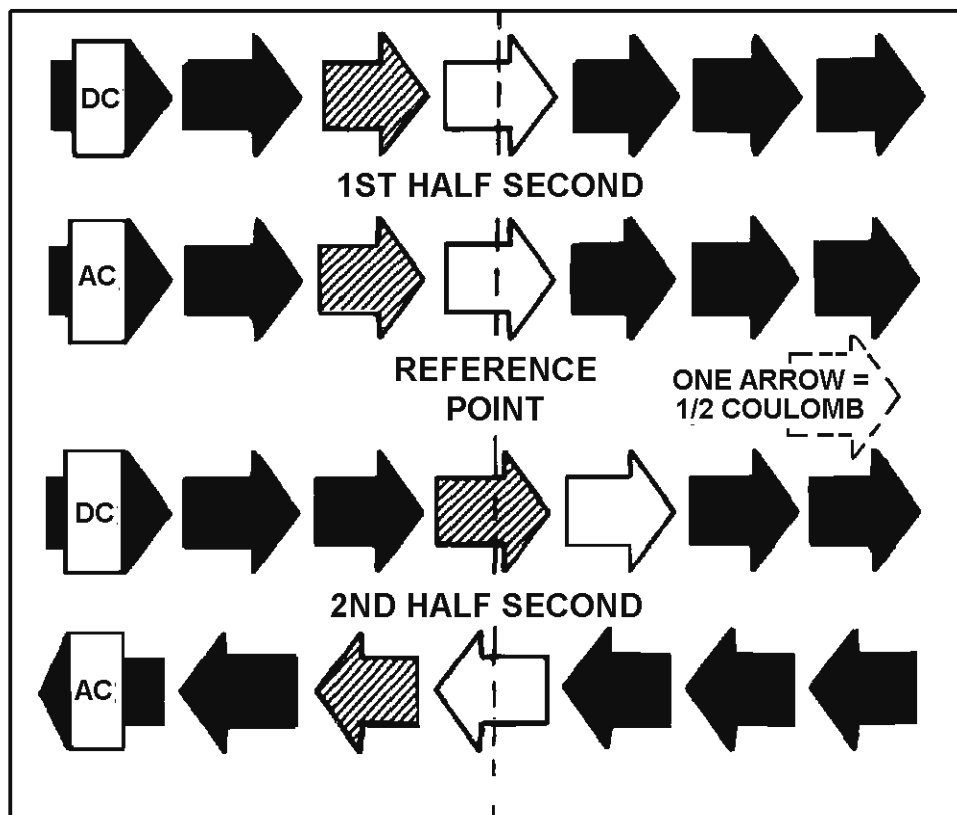 DC
1ST HALF SECOND
AC
REFERENCE
POINT
ONE ARROW =
1/2 COULOMB
DC
2ND HALF SECOND
AC